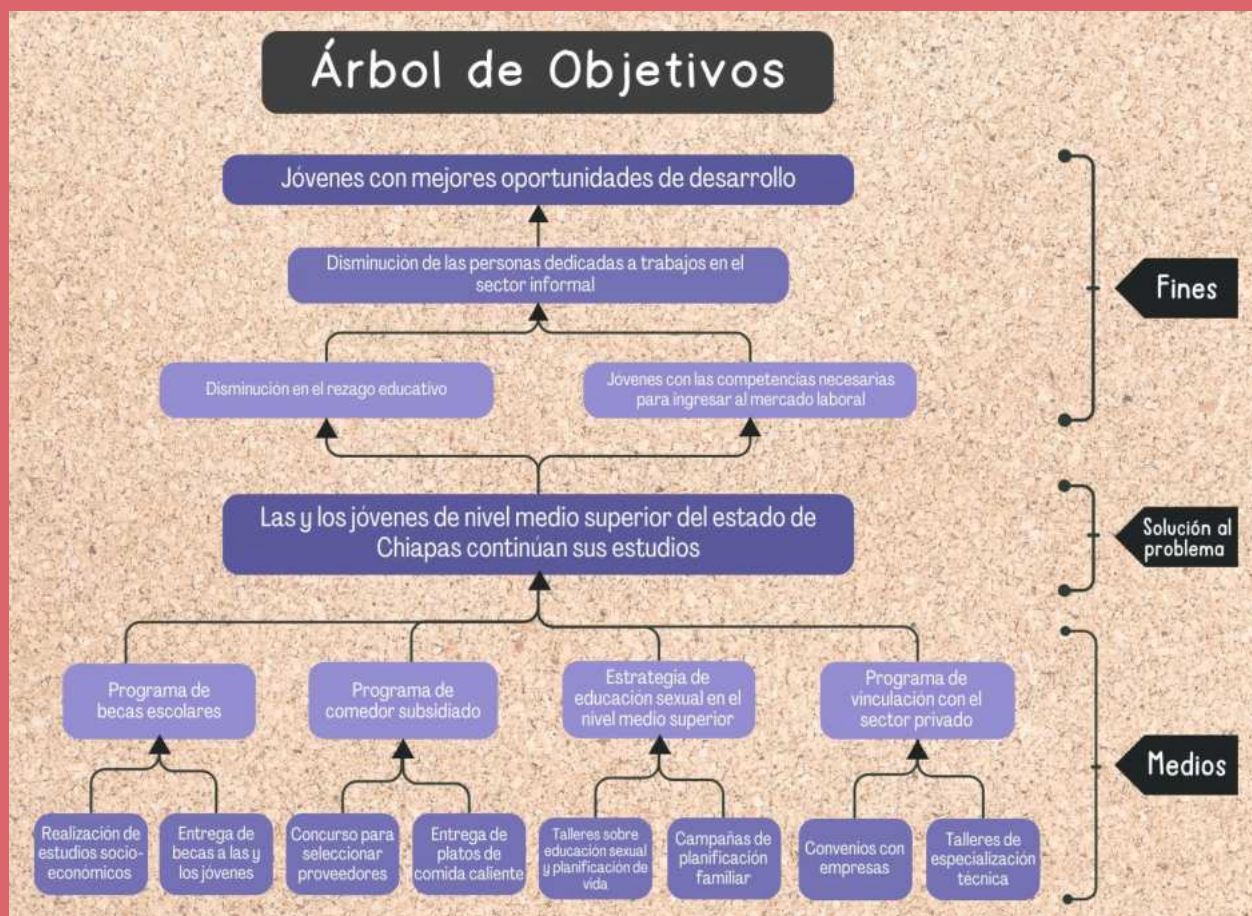 Árbol de Objetivos
Jóvenes con mejores oportunidades de desarrollo
Disminución de las personas dedicadas a trabajos en el
sector informal
Fines
Disminución en el rezago educativo
Jóvenes con las competencias necesarias
para ingresar al mercado laboral
Las y los jóvenes de nivel medio superior del estado de
Chiapas continúan sus estudios
Solución al
problema
Programa de
becas escolares
Programa de
comedor subsidiado
Estrategia de
educación sexual en el
nivel medio superior
Programa de
vinculación con el
sector privado
Medios
Realización de
estudios socio-
económicos
Entrega de
becas a las y
los jóvenes
Concurso para
seleccionar
proveedores
Entrega de
platos de
comida caliente
Talleres sobre
educación sexual
y planificación de
vida
Campañas de
planificación
familiar
Convenios con
empresas
Talleres de
especialización
técnica